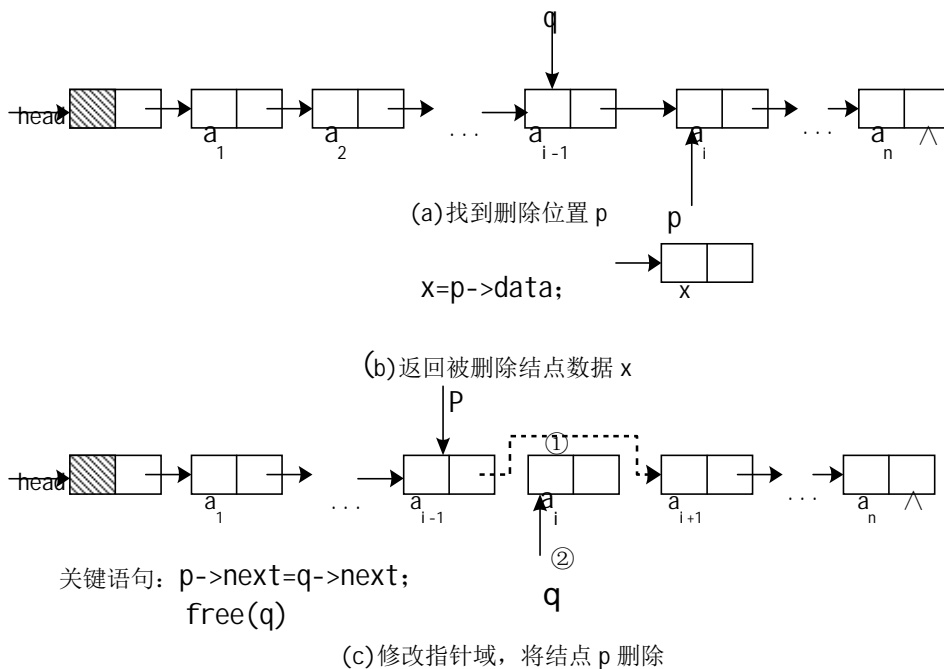 q
head
a1 a2 ... ai-1 ai ... an ∧
(a)找到删除位置 p
p
x=p->data;
x
(b)返回被删除结点数据 x
P
①
head
a1 ... ai-1 ai ai+1 ... an ∧
②
关键语句：p->next=q->next;
q
free(q)
(c)修改指针域，将结点 p 删除